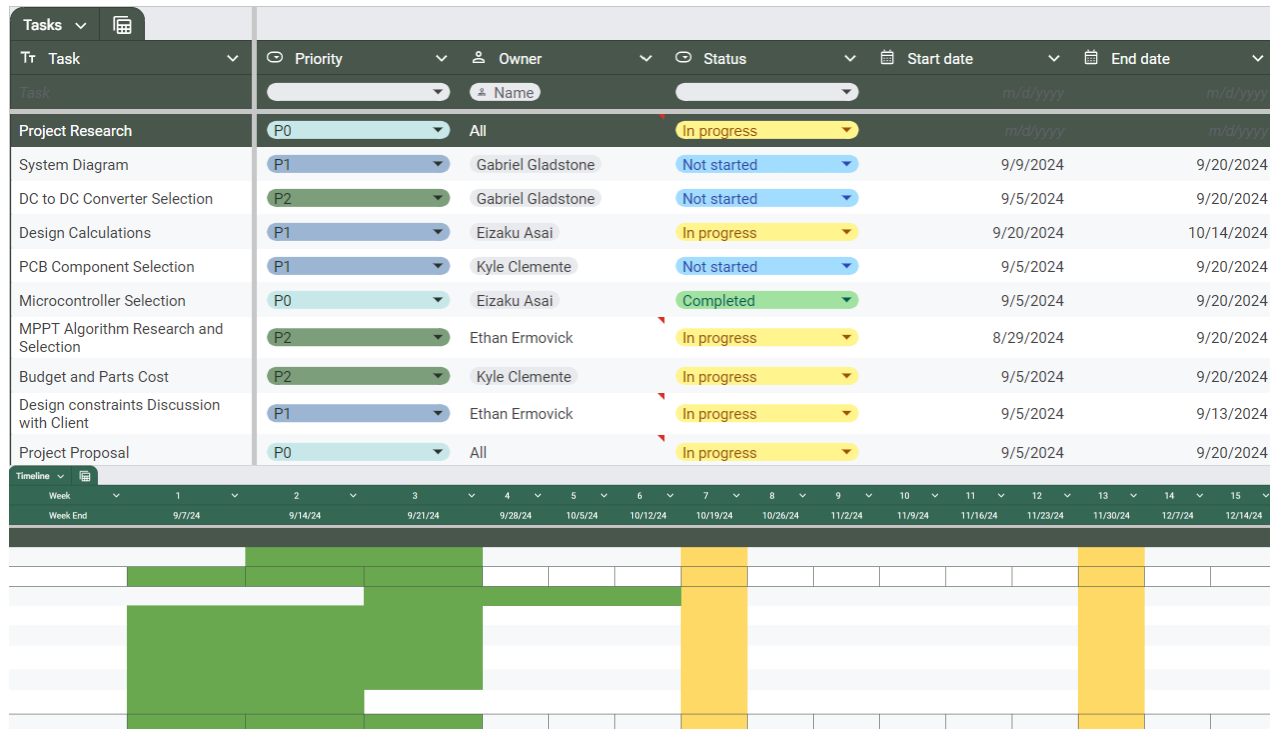 Tasks
Task Priority Owner Status Start date End date
Task Name m/d/yyyy m/d/yyyy
Project Research P0 All In progress m/d/yyyy m/d/yyyy
System Diagram P1 Gabriel Gladstone Not started 9/9/2024 9/20/2024
DC to DC Converter Selection P2 Gabriel Gladstone Not started 9/5/2024 9/20/2024
Design Calculations P1 Eizaku Asai In progress 9/20/2024 10/14/2024
PCB Component Selection P1 Kyle Clemente Not started 9/5/2024 9/20/2024
Microcontroller Selection P0 Eizaku Asai Completed 9/5/2024 9/20/2024
MPPT Algorithm Research and
Selection P2 Ethan Ermovick In progress 8/29/2024 9/20/2024
Budget and Parts Cost P2 Kyle Clemente In progress 9/5/2024 9/20/2024
Design constraints Discussion
with Client P1 Ethan Ermovick In progress 9/5/2024 9/13/2024
Project Proposal P0 All In progress 9/5/2024 9/20/2024
Timeline
Week 1 2 3 4 5 6 7 8 9 10 11 12 13 14 15
Week End 9/7/24 9/14/24 9/21/24 9/28/24 10/5/24 10/12/24 10/19/24 10/26/24 11/2/24 11/9/24 11/16/24 11/23/24 11/30/24 12/7/24 12/14/24